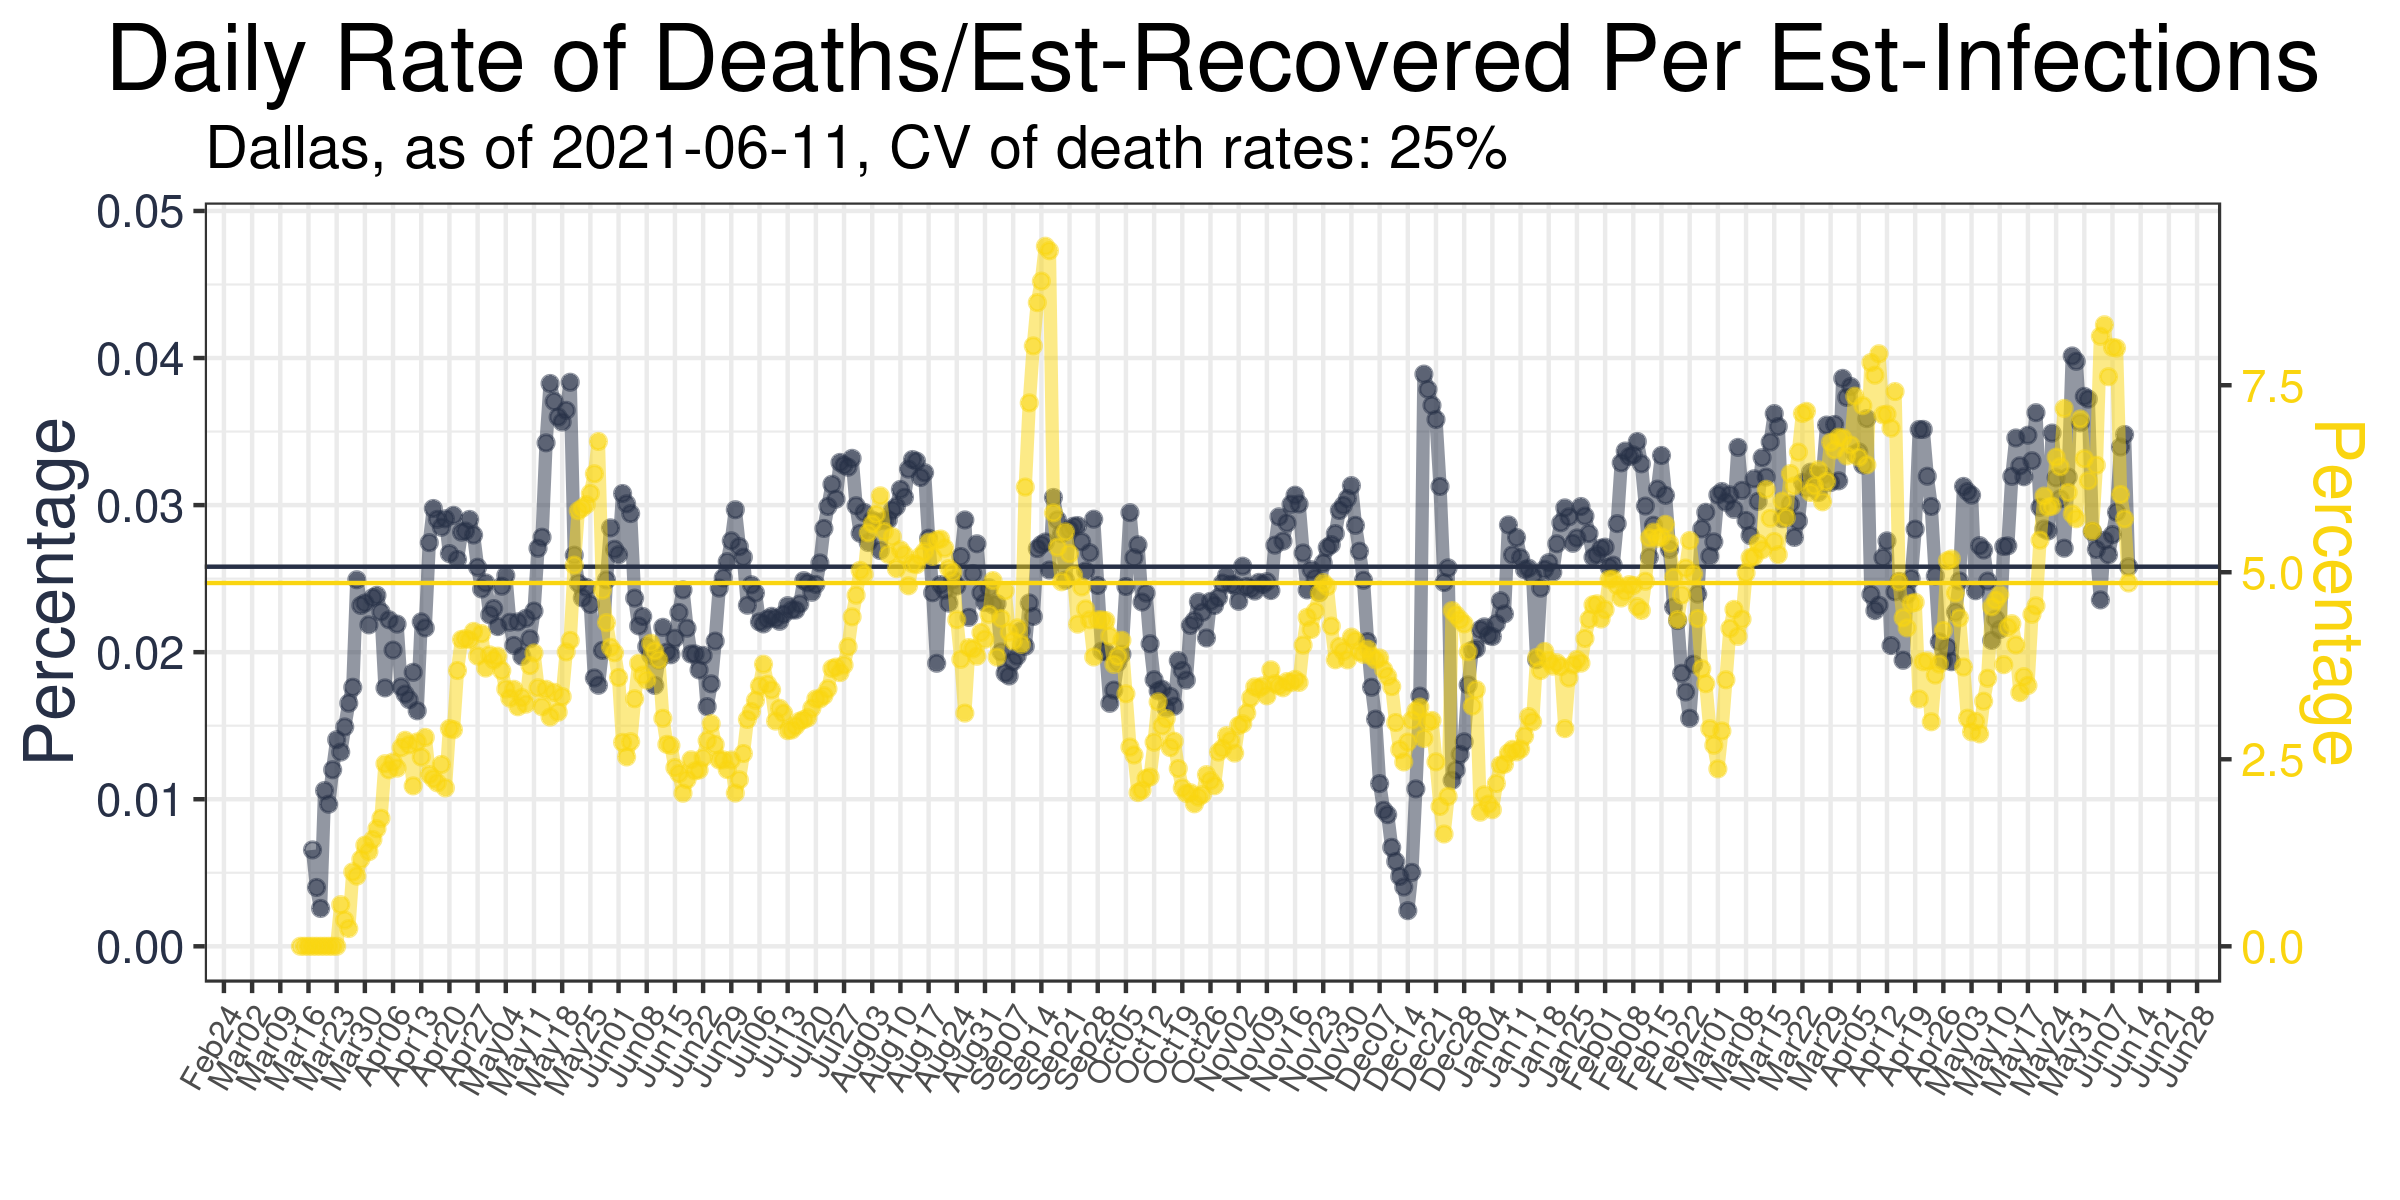 Daily Rate of Deaths/Est-Recovered Per Est-Infections
Dallas, as of 2021-06-11, CV of death rates: 25%
Percentage
0.05
0.04
0.03
0.02
0.01
0.00
7.5
5.0
2.5
0.0
Percentage
Feb24
Mar02
Mar09
Mar16
Mar23
Mar30
Apr06
Apr13
Apr20
Apr27
May04
May11
May18
May25
Jun01
Jun08
Jun15
Jun22
Jun29
Jul06
Jul13
Jul20
Jul27
Aug03
Aug10
Aug17
Aug24
Aug31
Sep07
Sep14
Sep21
Sep28
Oct05
Oct12
Oct19
Oct26
Nov02
Nov09
Nov16
Nov23
Nov30
Dec07
Dec14
Dec21
Dec28
Jan04
Jan11
Jan18
Jan25
Feb01
Feb08
Feb15
Feb22
Mar01
Mar08
Mar15
Mar22
Mar29
Apr05
Apr12
Apr19
Apr26
May03
May10
May17
May24
May31
Jun07
Jun14
Jun21
Jun28